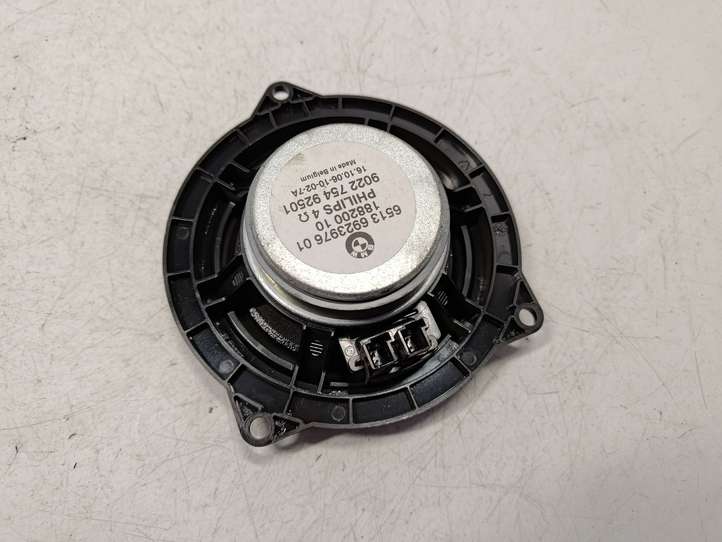 BMW
6513 6923976 01
188200 10
PHILIPS 4 Ω
9022 754 92501
16.10.06-10-02-7A
Made in Belgium